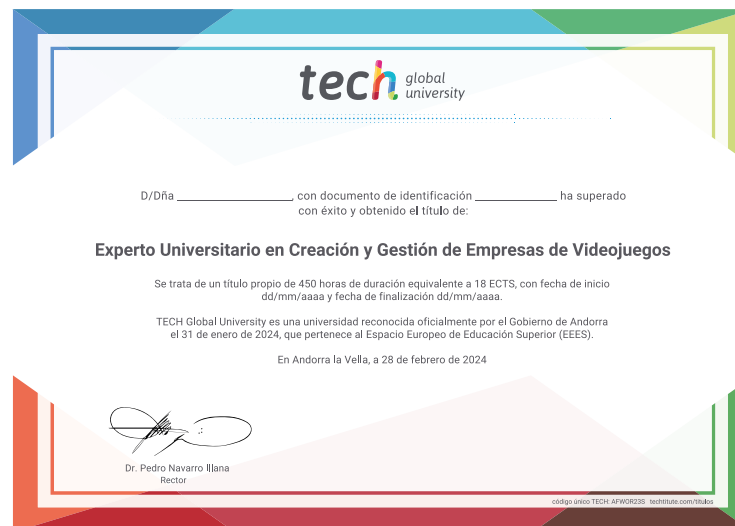 tech global university
D/Dña ______________, con documento de identificación __________ ha superado
con éxito y obtenido el título de:
Experto Universitario en Creación y Gestión de Empresas de Videojuegos
Se trata de un título propio de 450 horas de duración equivalente a 18 ECTS, con fecha de inicio
dd/mm/aaaa y fecha de finalización dd/mm/aaaa.
TECH Global University es una universidad reconocida oficialmente por el Gobierno de Andorra
el 31 de enero de 2024, que pertenece al Espacio Europeo de Educación Superior (EEES).
En Andorra la Vella, a 28 de febrero de 2024
Dr. Pedro Navarro Illana
Rector
código único TECH: AFWOR23S techtitute.com/titulos